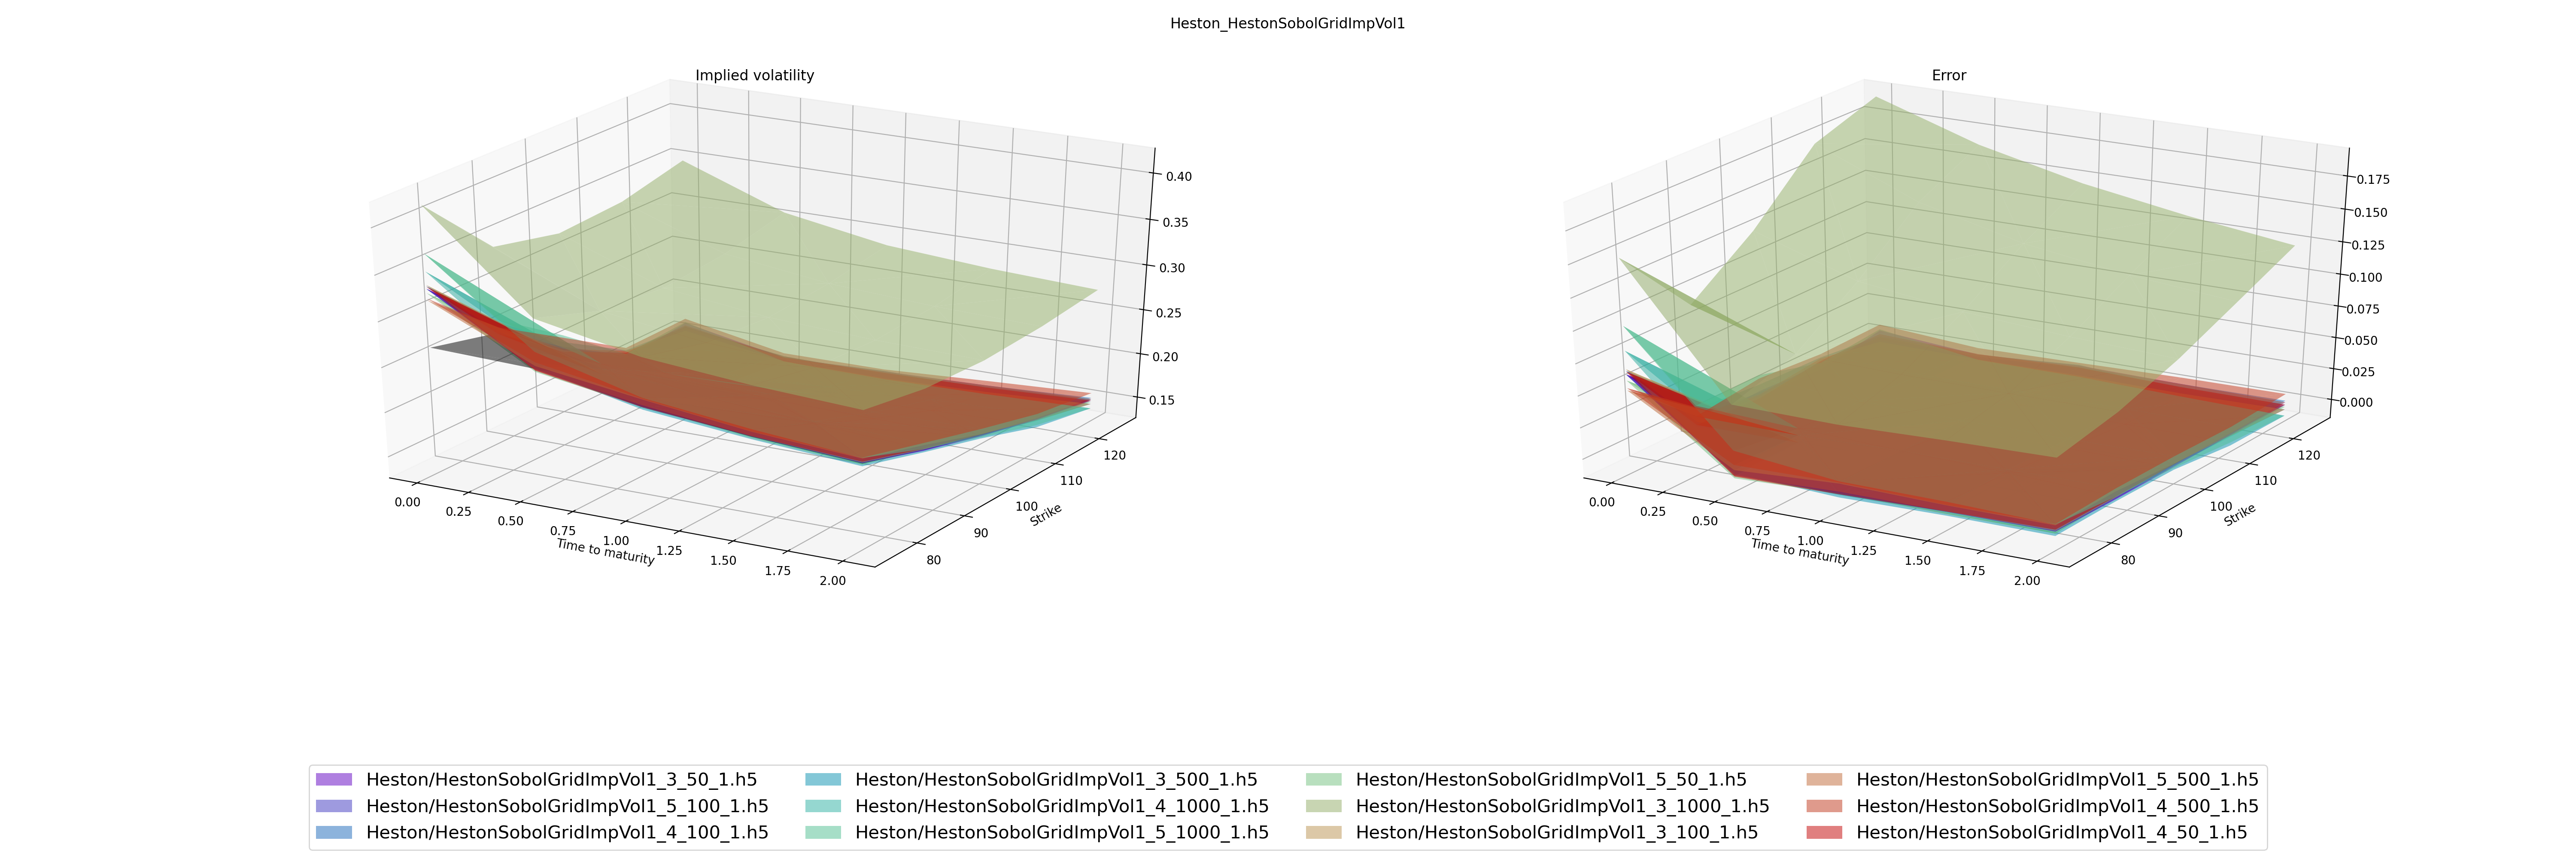 Heston_HestonSobolGridImpVol1
Implied volatility
0.40
0.35
0.30
0.25
0.20
0.15
0.00
0.25
0.50
0.75
1.00
1.25
1.50
1.75
2.00
Time to maturity
80
90
100
110
120
Strike
Error
0.175
0.150
0.125
0.100
0.075
0.050
0.025
0.000
0.00
0.25
0.50
0.75
1.00
1.25
1.50
1.75
2.00
Time to maturity
80
90
100
110
120
Strike
Heston/HestonSobolGridImpVol1_3_50_1.h5
Heston/HestonSobolGridImpVol1_5_100_1.h5
Heston/HestonSobolGridImpVol1_4_100_1.h5
Heston/HestonSobolGridImpVol1_3_500_1.h5
Heston/HestonSobolGridImpVol1_4_1000_1.h5
Heston/HestonSobolGridImpVol1_5_1000_1.h5
Heston/HestonSobolGridImpVol1_5_50_1.h5
Heston/HestonSobolGridImpVol1_3_1000_1.h5
Heston/HestonSobolGridImpVol1_3_100_1.h5
Heston/HestonSobolGridImpVol1_5_500_1.h5
Heston/HestonSobolGridImpVol1_4_500_1.h5
Heston/HestonSobolGridImpVol1_4_50_1.h5